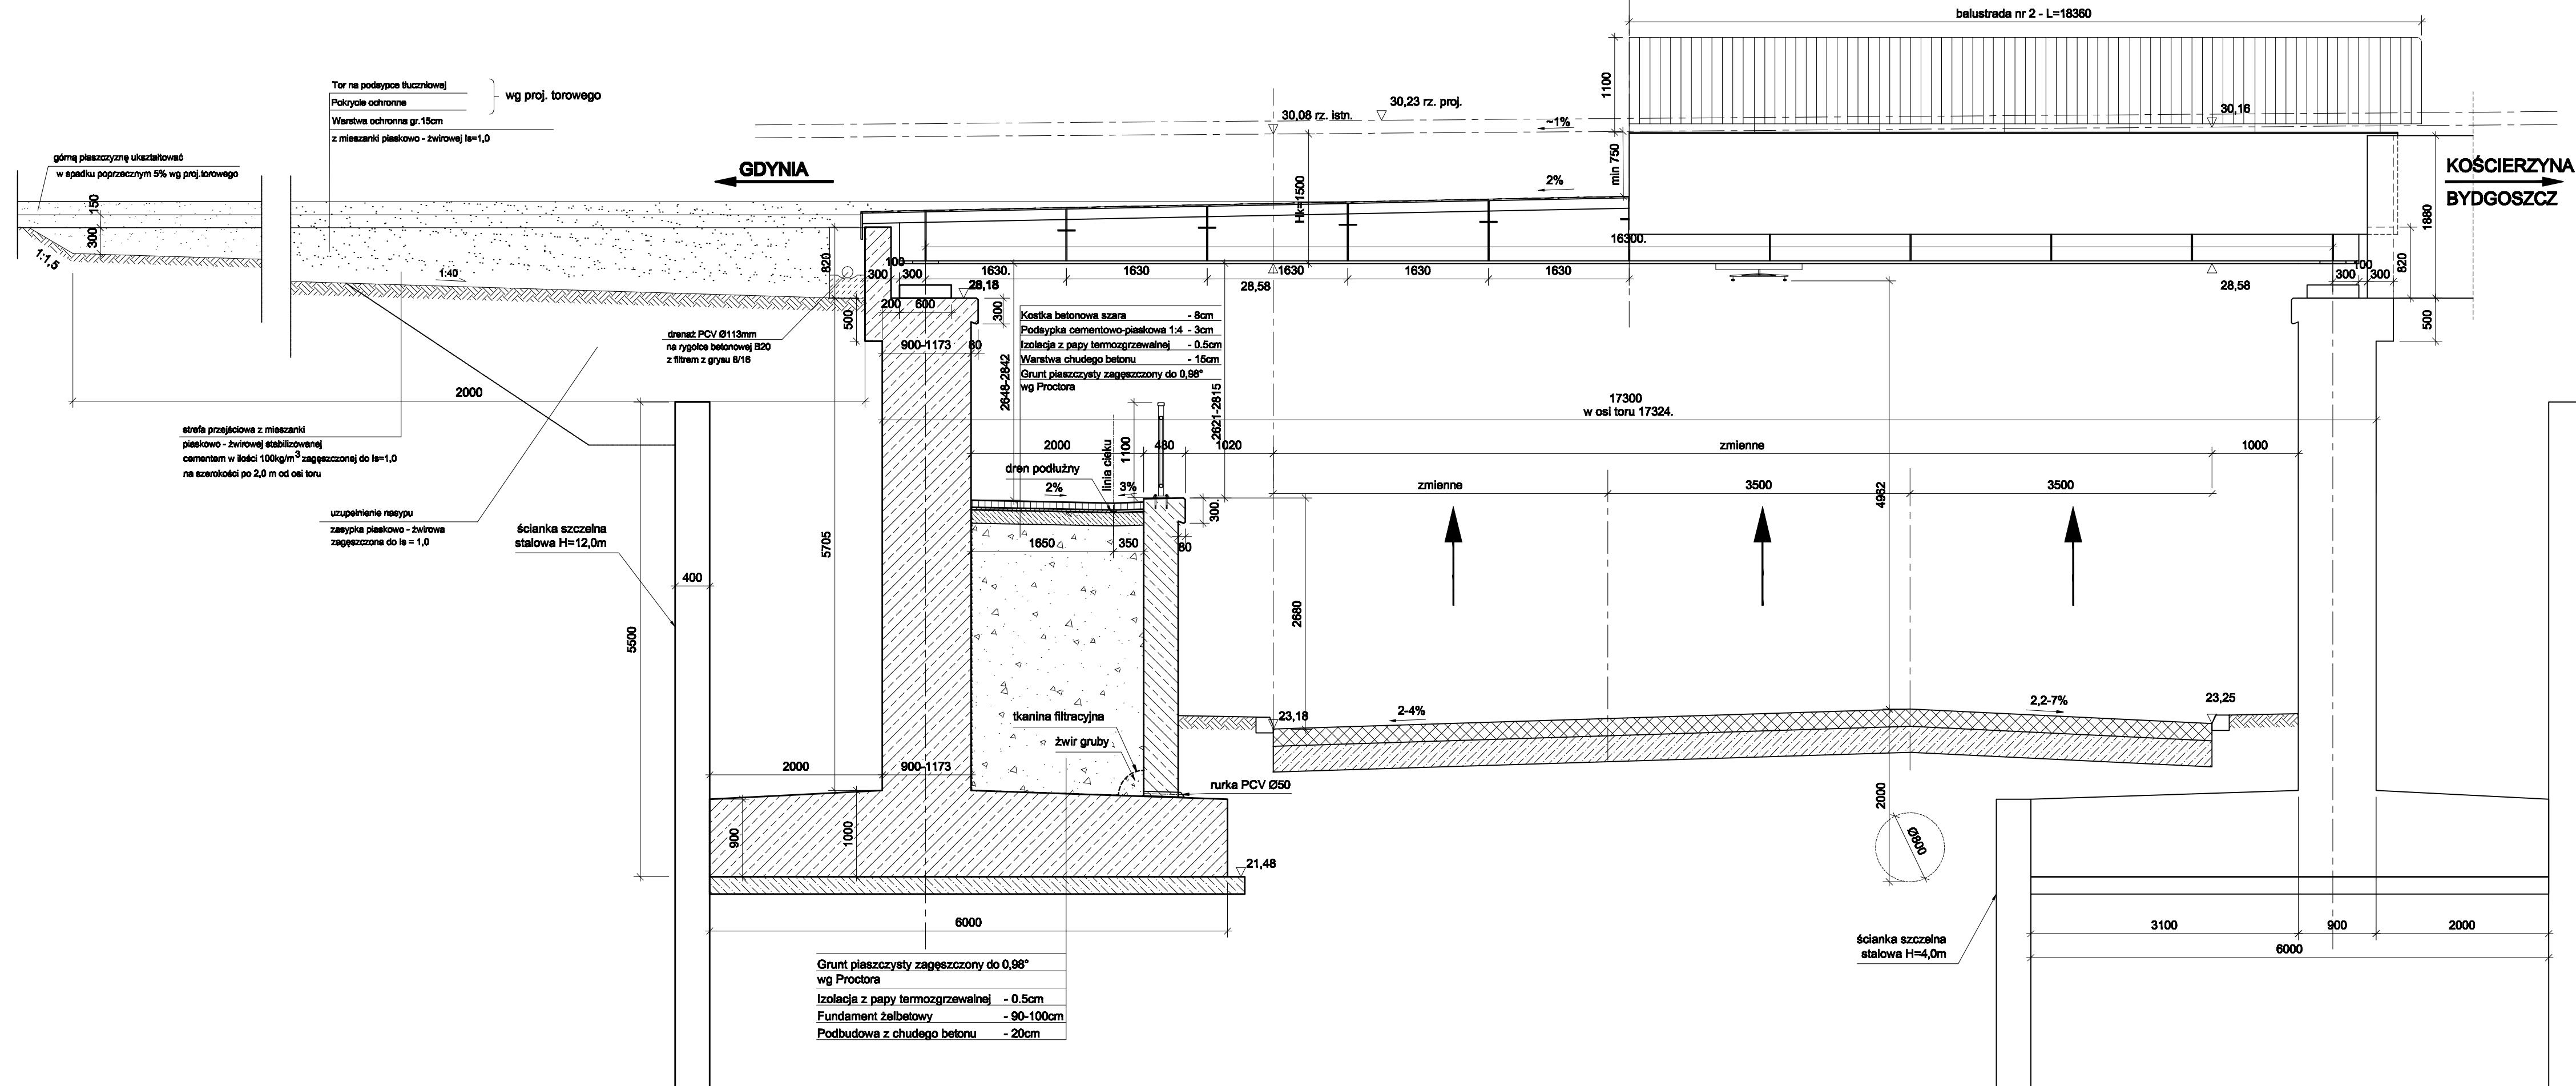 balustrada nr 2 - L=18360
1100
Tor na podsypce tłuczniowej
Pokrycie ochronne
wg proj. torowego
Warstwa ochronna gr.15cm
z mieszanki piaskowo - żwirowej Is=1,0
30,08 rz. istn.
30,23 rz. proj.
~1%
30,16
górną płaszczyznę ukształtować
w spadku poprzecznym 5% wg proj.torowego
GDYNIA
KOŚCIERZYNA
BYDGOSZCZ
2%
min 750
Hk=1500
1880
150
300
1:1,5
1:40
820
100
300
300
16300.
1630.
1630
1630
1630
1630
28,18
28,58
28,58
100
300
300
820
200
600
300
500
500
drenaż PCV Ø113mm
na rygolce betonowej B20
z filtrem z grysu 8/16
900-1173
80
Kostka betonowa szara - 8cm
Podsypka cementowo-piaskowa 1:4 - 3cm
Izolacja z papy termozgrzewalnej - 0.5cm
Warstwa chudego betonu - 15cm
Grunt piaszczysty zagęszczony do 0,98°
wg Proctora
2648-2842
2621-2815
2000
17300
w osi toru 17324.
strefa przejściowa z mieszanki
piaskowo - żwirowej stabilizowanej
cementem w ilości 100kg/m3 zagęszczonej do Is=1,0
na szerokości po 2,0 m od osi toru
2000
480
1020
zmienne
1000
1100
linia cieku
dren podłużny
2%
3%
zmienne
3500
3500
4962
300.
uzupełnienie nasypu
zasypka piaskowo - żwirowa
zagęszczona do Is = 1,0
ścianka szczelna
stalowa H=12,0m
5705
1650
350
80
400
5500
2680
tkanina filtracyjna
żwir gruby
23,18
2-4%
2,2-7%
23,25
2000
900-1173
rurka PCV Ø50
2000
900
1000
Ø800
21,48
6000
ścianka szczelna
stalowa H=4,0m
3100
900
2000
6000
Grunt piaszczysty zagęszczony do 0,98°
wg Proctora
Izolacja z papy termozgrzewalnej - 0.5cm
Fundament żelbetowy - 90-100cm
Podbudowa z chudego betonu - 20cm